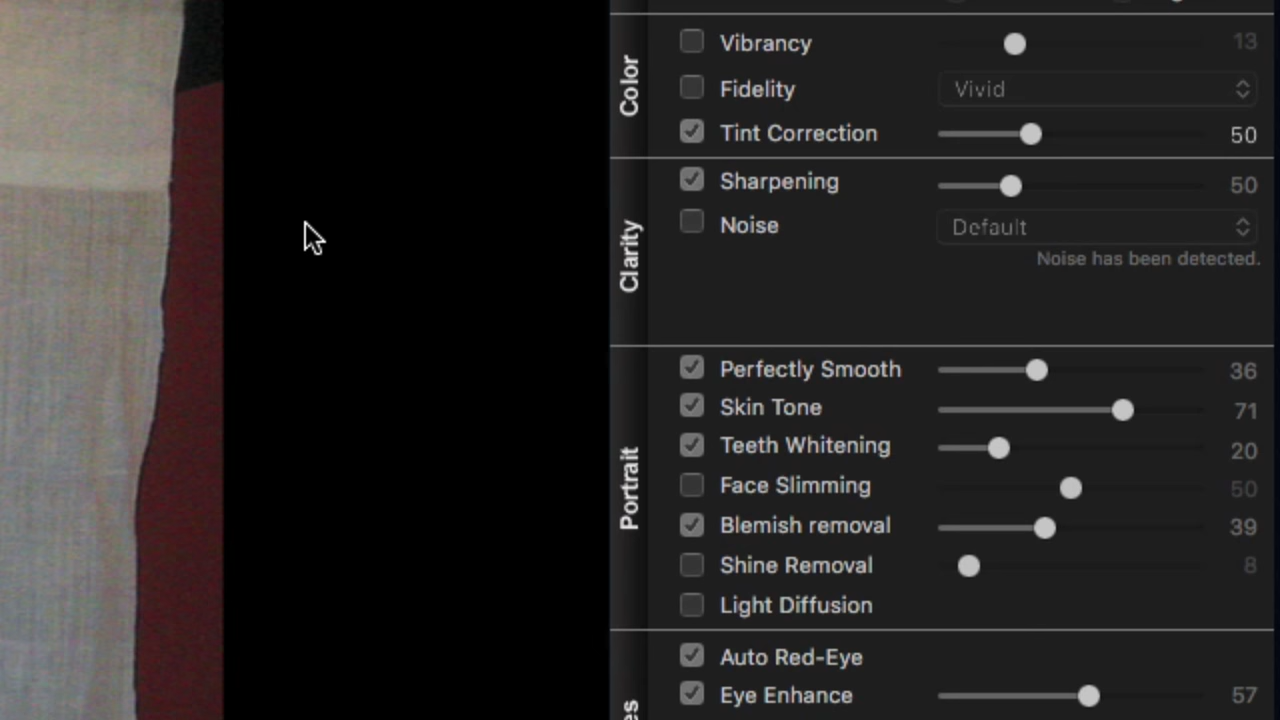 Color
Vibrancy 13
Fidelity Vivid
Tint Correction 50
Clarity
Sharpening 50
Noise Default
Noise has been detected.
Portrait
Perfectly Smooth 36
Skin Tone 71
Teeth Whitening 20
Face Slimming 50
Blemish removal 39
Shine Removal 8
Light Diffusion
Auto Red-Eye
Eye Enhance 57